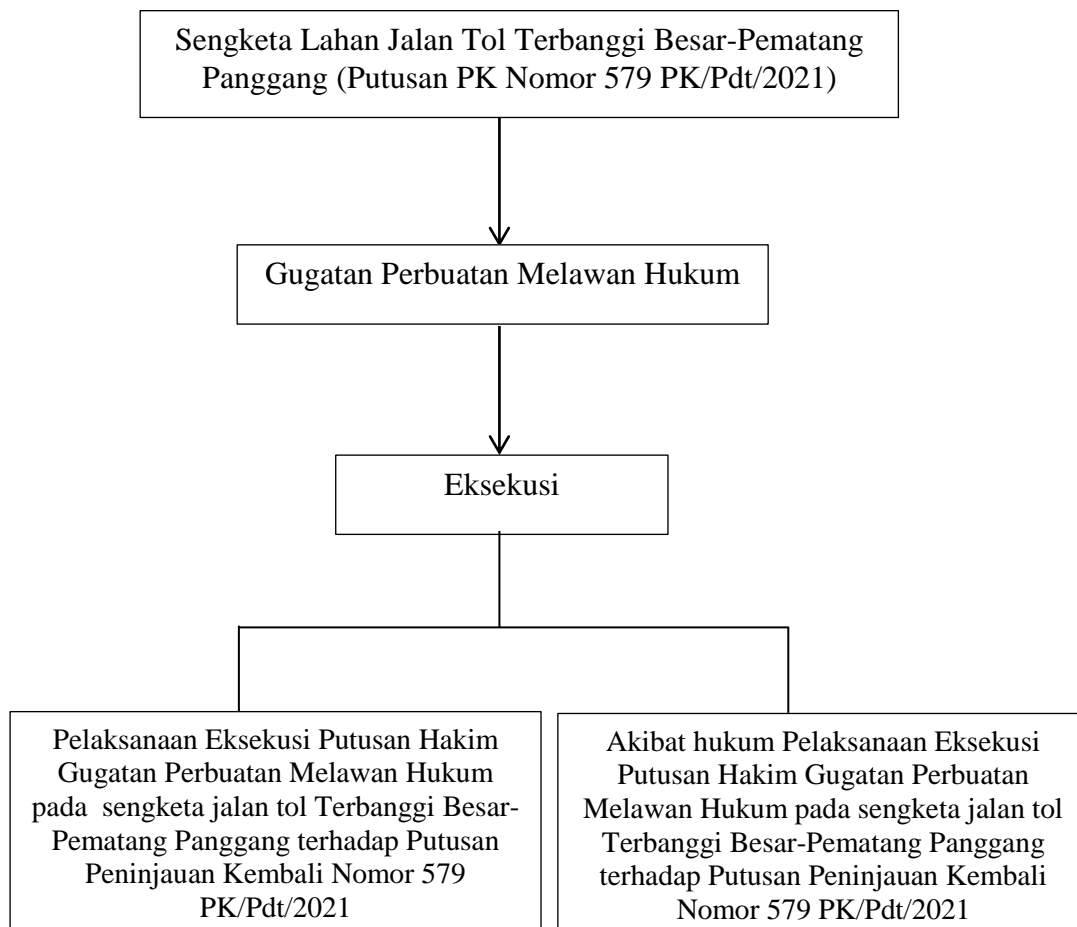 Sengketa Lahan Jalan Tol Terbanggi Besar-Pematang
Panggang (Putusan PK Nomor 579 PK/Pdt/2021)
Gugatan Perbuatan Melawan Hukum
Eksekusi
Pelaksanaan Eksekusi Putusan Hakim
Gugatan Perbuatan Melawan Hukum
pada sengketa jalan tol Terbanggi Besar-
Pematang Panggang terhadap Putusan
Peninjauan Kembali Nomor 579
PK/Pdt/2021
Akibat hukum Pelaksanaan Eksekusi
Putusan Hakim Gugatan Perbuatan
Melawan Hukum pada sengketa jalan tol
Terbanggi Besar-Pematang Panggang
terhadap Putusan Peninjauan Kembali
Nomor 579 PK/Pdt/2021